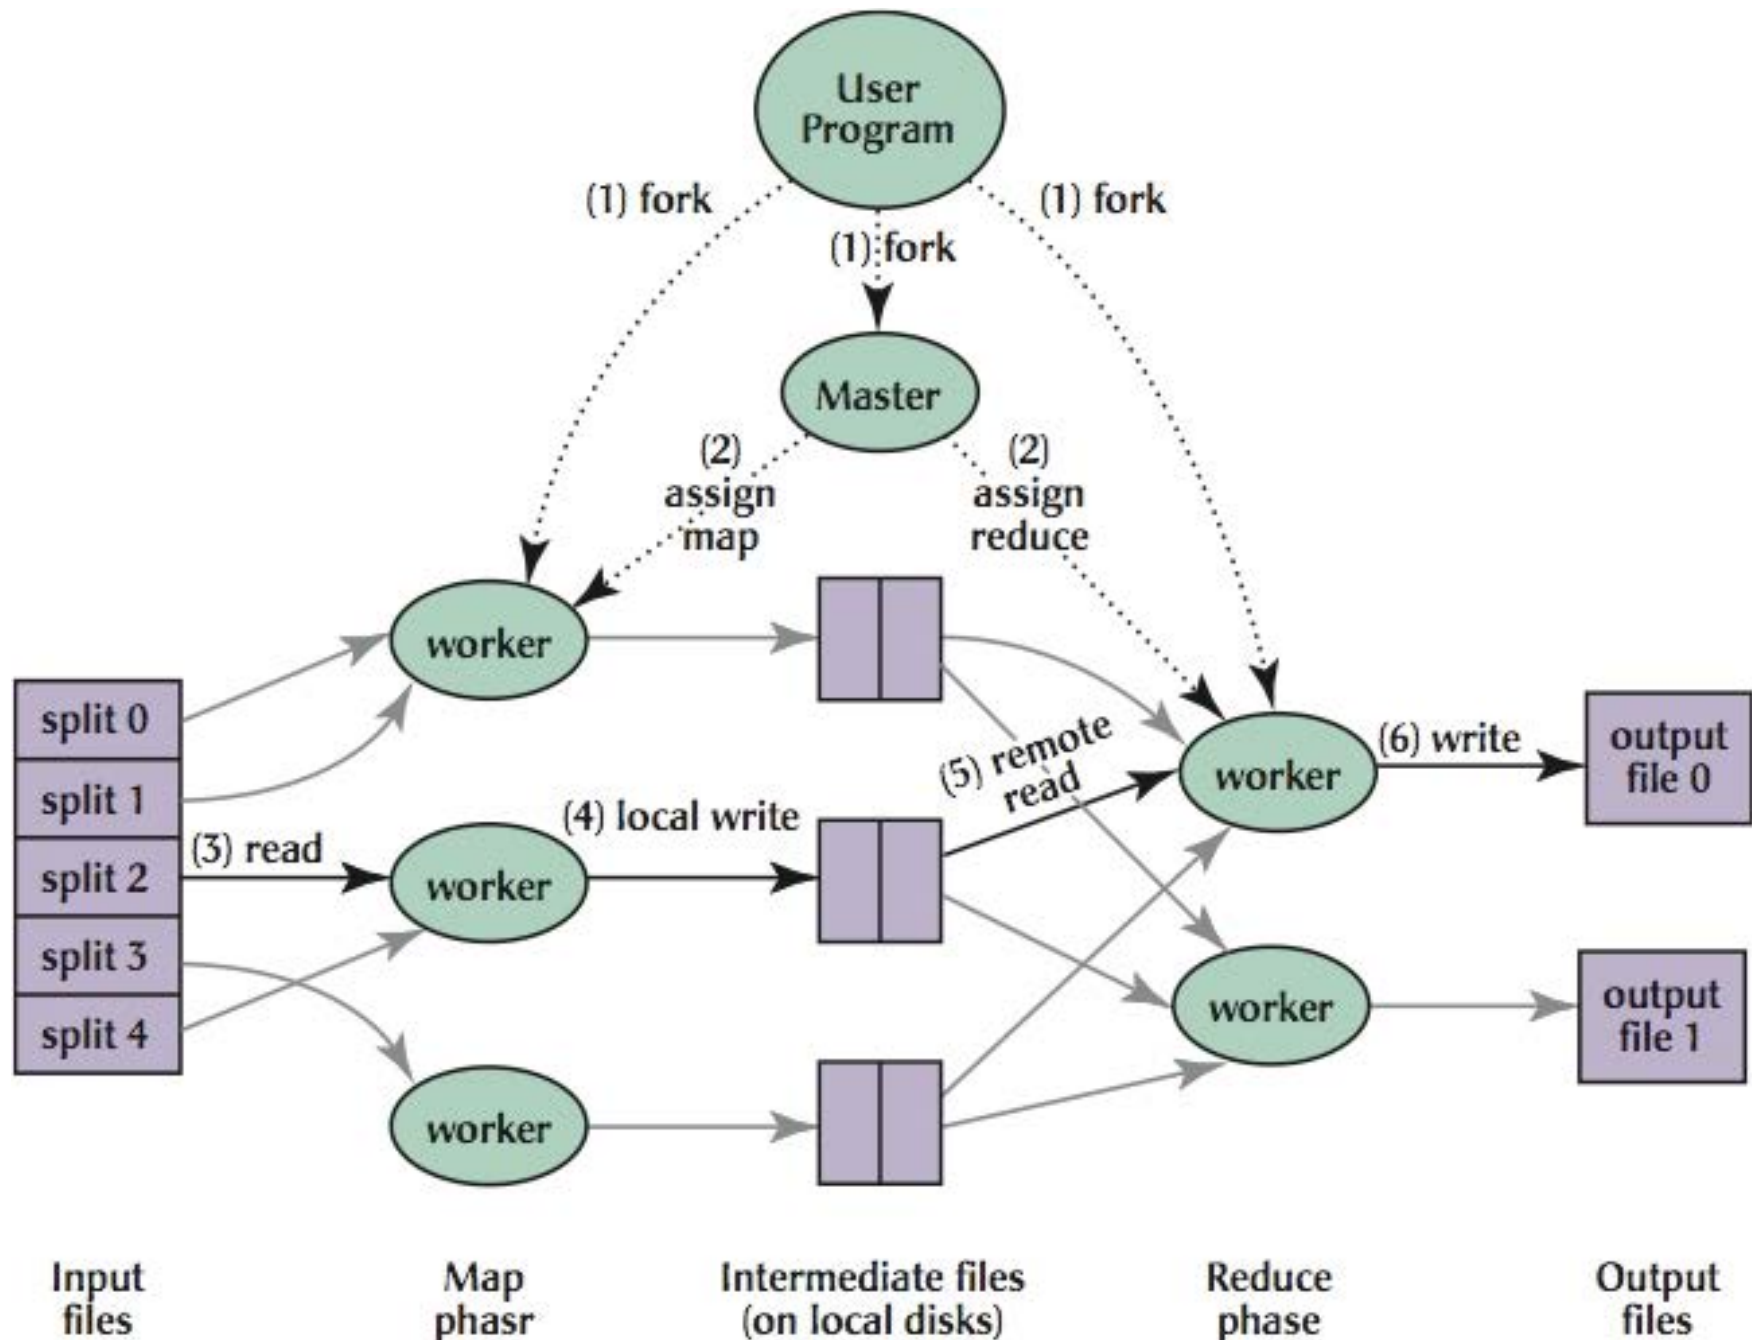 User
Program
(1) fork
(1) fork
(1) fork
Master
(2)
assign
map
(2)
assign
reduce
worker
split 0
split 1
split 2
split 3
split 4
(3) read
worker
(4) local write
worker
(5) remote
read
worker
(6) write
output
file 0
worker
output
file 1
Input
files
Map
phasr
Intermediate files
(on local disks)
Reduce
phase
Output
files